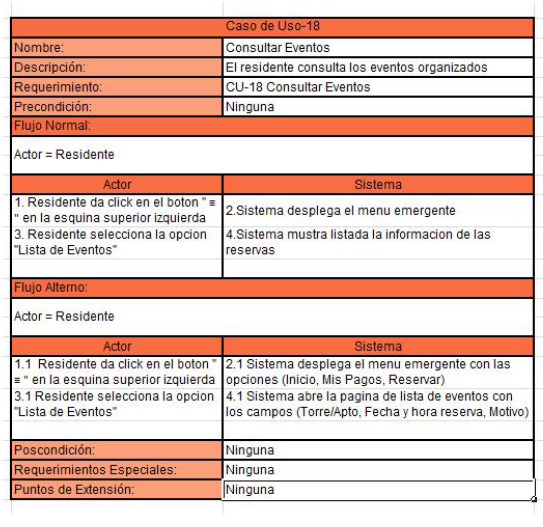 Caso de Uso-18
Nombre: Consultar Eventos
Descripción: El residente consulta los eventos organizados
Requerimiento: CU-18 Consultar Eventos
Precondición: Ninguna
Flujo Normal:
Actor = Residente
Actor Sistema
1. Residente da click en el boton " ≡
" en la esquina superior izquierda
2.Sistema desplega el menu emergente
3. Residente selecciona la opcion
"Lista de Eventos"
4.Sistema mustra listada la informacion de las
reservas
Flujo Alterno:
Actor = Residente
Actor Sistema
1.1 Residente da click en el boton "
≡ " en la esquina superior izquierda
2.1 Sistema desplega el menu emergente con las
opciones (Inicio, Mis Pagos, Reservar)
3.1 Residente selecciona la opcion
"Lista de Eventos"
4.1 Sistema abre la pagina de lista de eventos con
los campos (Torre/Apto, Fecha y hora reserva, Motivo)
Poscondición: Ninguna
Requerimientos Especiales: Ninguna
Puntos de Extensión: Ninguna